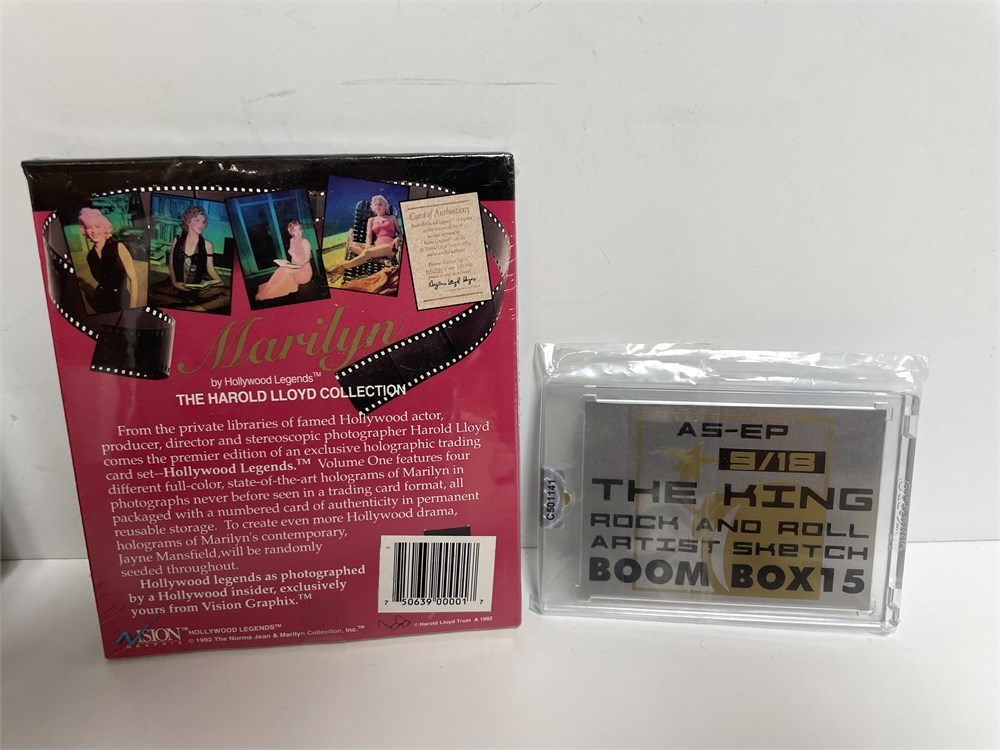 Card of Authenticity
Marilyn
by Hollywood Legends™
THE HAROLD LLOYD COLLECTION
From the private libraries of famed Hollywood actor,
producer, director and stereoscopic photographer Harold Lloyd
comes the premier edition of an exclusive holographic trading
card set--Hollywood Legends.™ Volume One features four
different full-color, state-of-the-art holograms of Marilyn in
photographs never before seen in a trading card format, all
packaged with a numbered card of authenticity in permanent
reusable storage. To create even more Hollywood drama,
holograms of Marilyn's contemporary,
Jayne Mansfield,will be randomly
seeded throughout.
Hollywood legends as photographed
by a Hollywood insider, exclusively
yours from Vision Graphix.™
7 50639 00001 7
VISION™
GRAPHIX
HOLLYWOOD LEGENDS™
© 1992 The Norma Jean & Marilyn Collection, Inc.™
© Harold Lloyd Trust A 1992
AS-EP
9/18
THE KING
ROCK AND ROLL
ARTIST SKETCH
BOOM BOX15
C501141